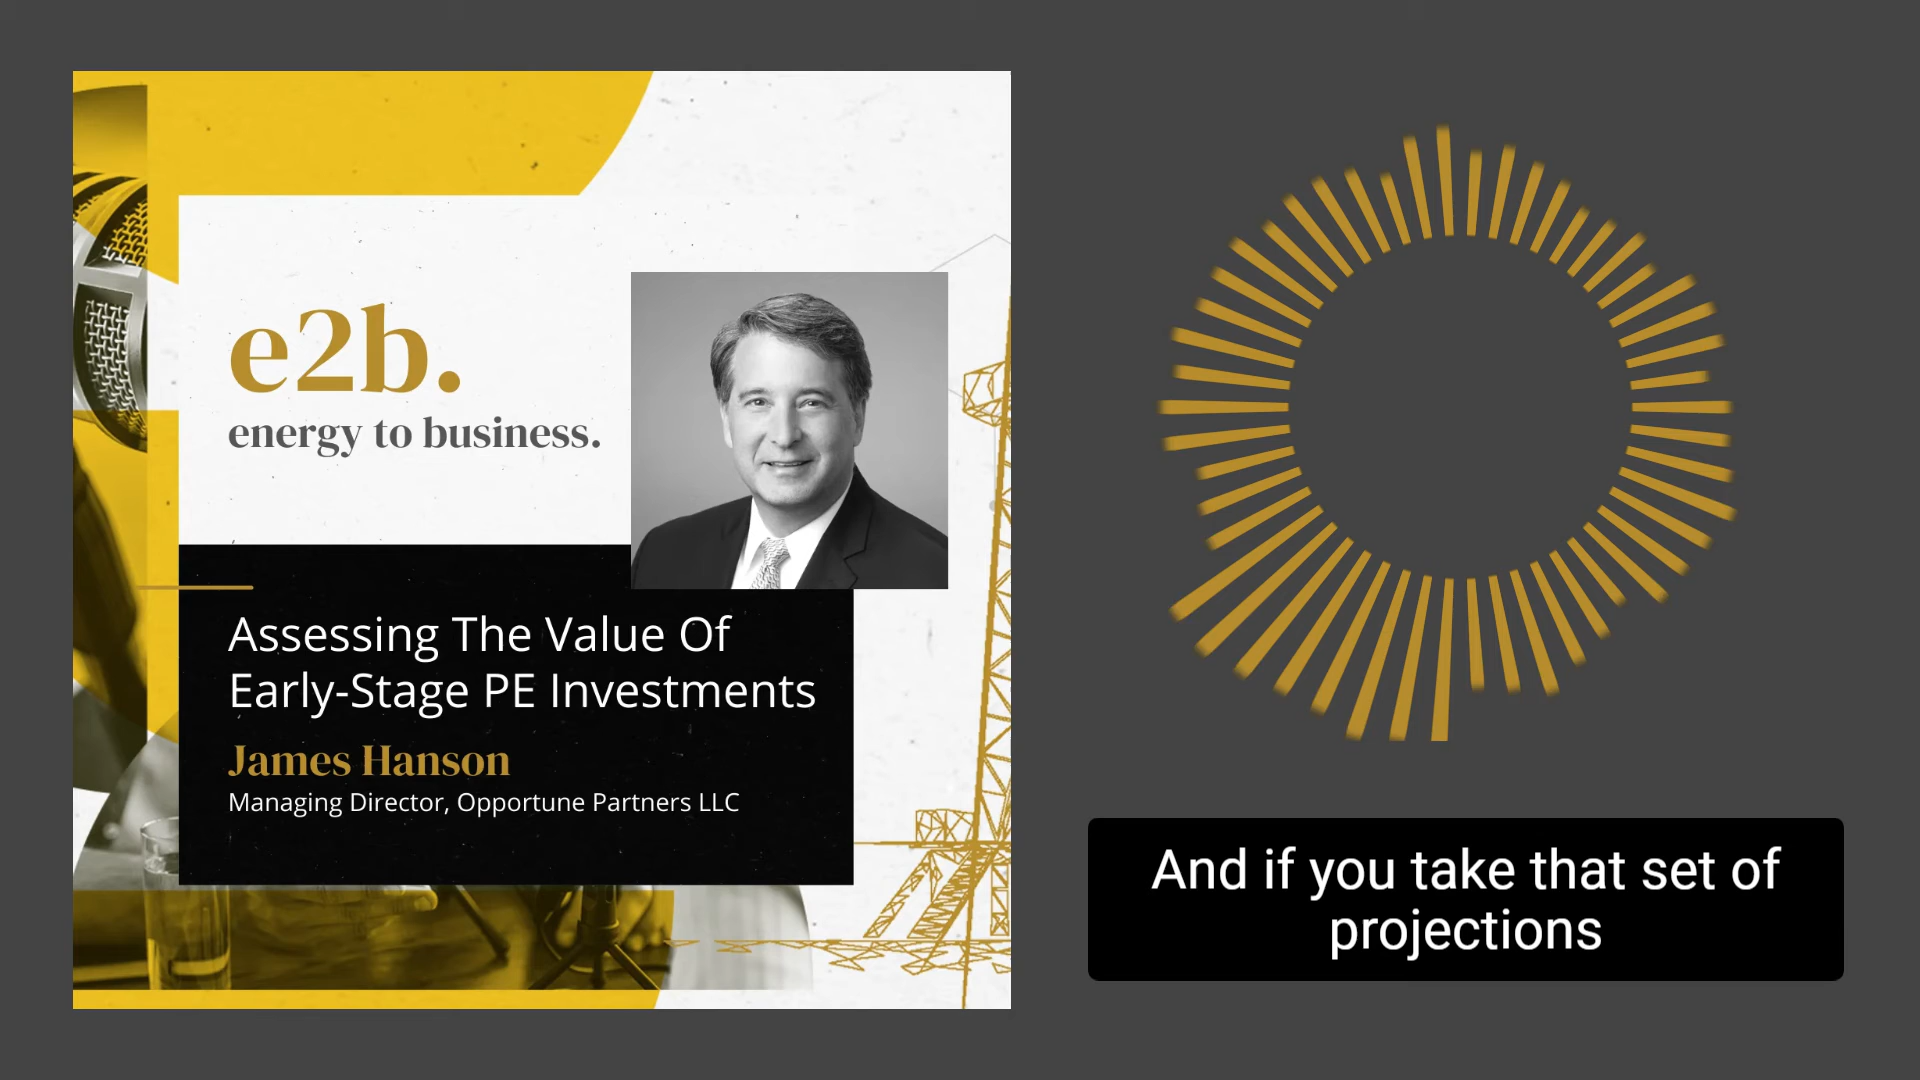 e2b.
energy to business.
Assessing The Value Of
Early-Stage PE Investments
James Hanson
Managing Director, Opportune Partners LLC
And if you take that set of
projections